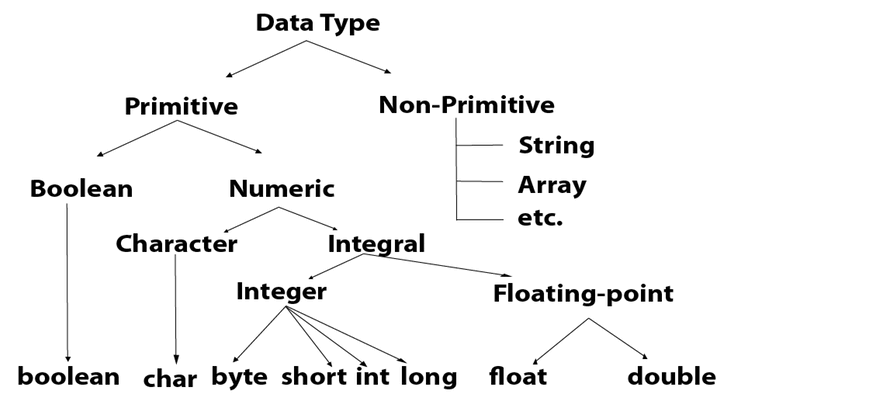 Data Type
Primitive
Non-Primitive
String
Array
etc.
Boolean
Numeric
Character
Integral
Integer
Floating-point
boolean
char
byte
short
int
long
float
double